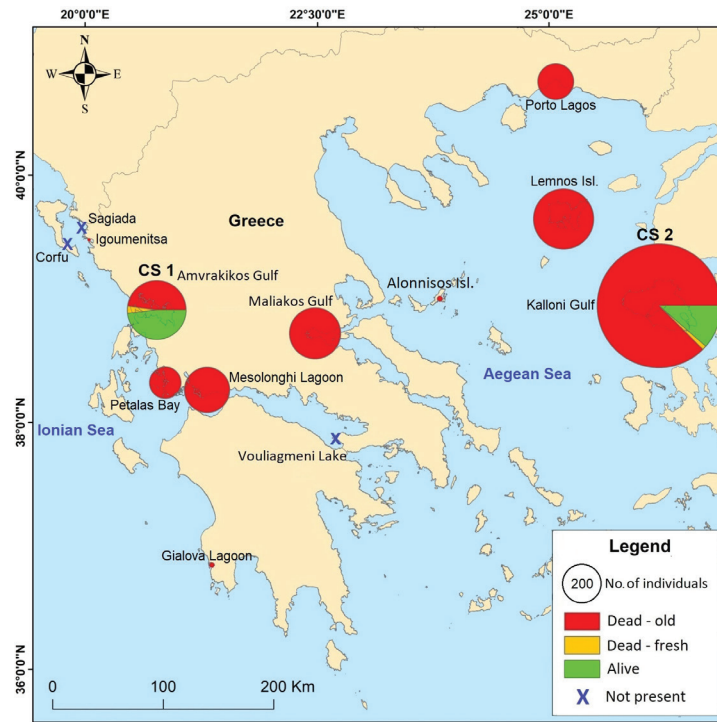 20°0'0"E 22°30'0"E 25°0'0"E
N
W E
S
Porto Lagos
40°0'0"N
Lemnos Isl.
Sagiada
Greece
Igoumenitsa
Corfu
CS 2
CS 1
Amvrakikos Gulf
Alonnisos Isl.
Maliakos Gulf
Kalloni Gulf
Aegean Sea
Mesolonghi Lagoon
Petalas Bay
38°0'0"N
Ionian Sea
Vouliagmeni Lake
Gialova Lagoon
Legend
200 No. of individuals
Dead - old
Dead - fresh
Alive
X Not present
36°0'0"N
0 100 200 Km